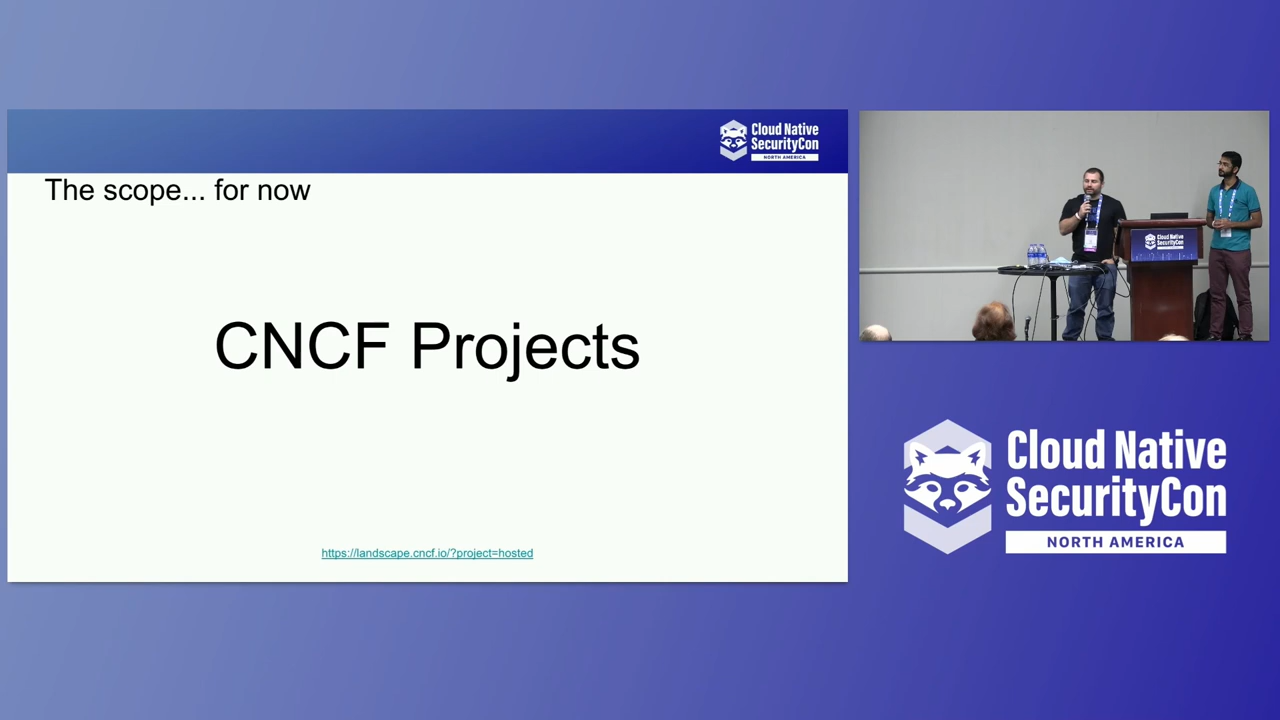 Cloud Native
SecurityCon
NORTH AMERICA
The scope... for now
CNCF Projects
https://landscape.cncf.io/?project=hosted
Cloud Native
SecurityCon
Cloud Native
SecurityCon
NORTH AMERICA